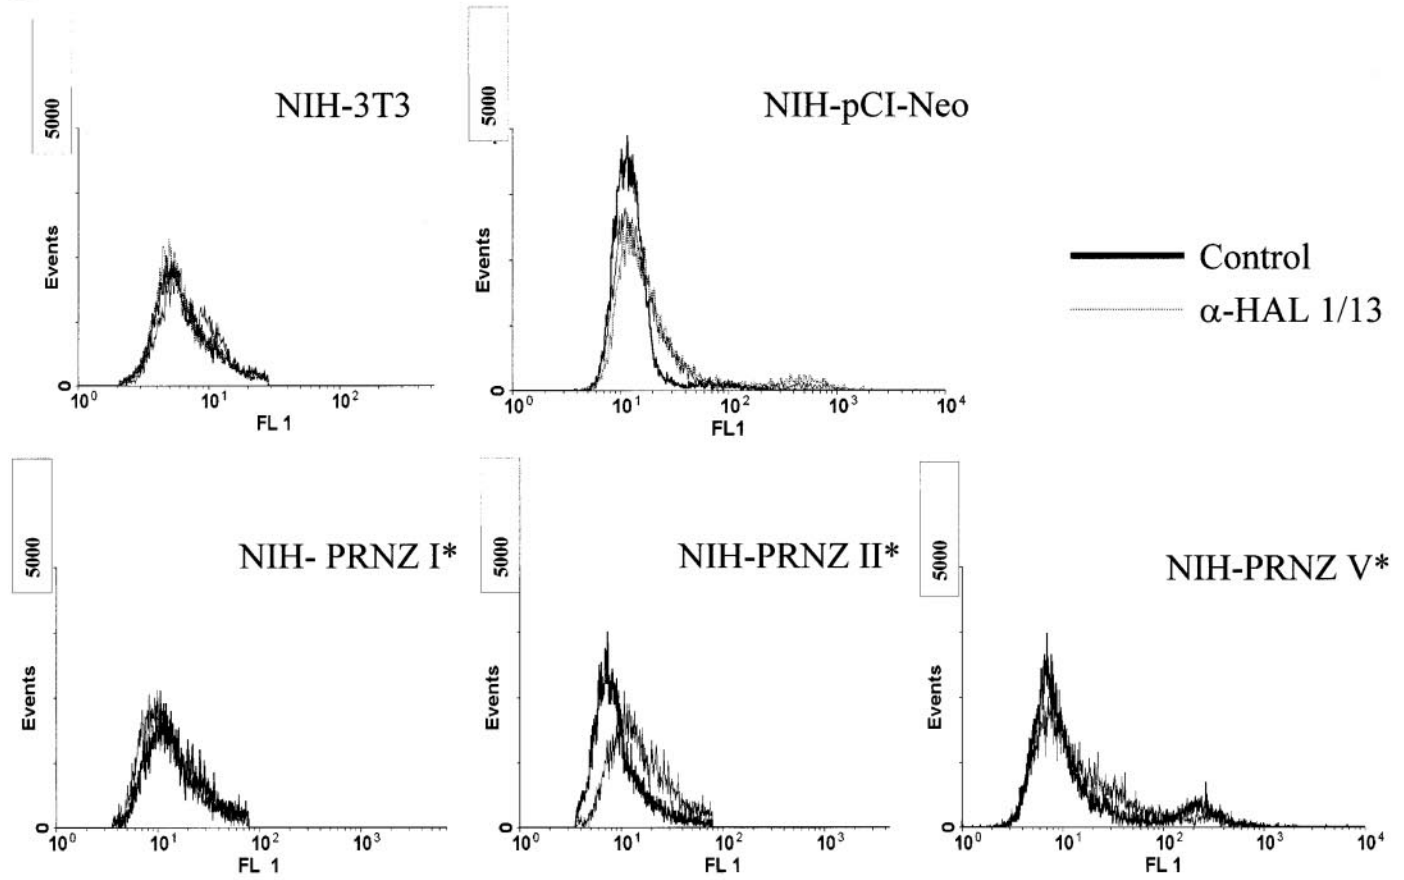 5000
NIH-3T3
Events
0
10⁰ 10¹ 10²
FL 1
5000
NIH-pCI-Neo
Events
0
10⁰ 10¹ 10² 10³ 10⁴
FL1
Control
α-HAL 1/13
5000
NIH- PRNZ I*
Events
0
10⁰ 10¹ 10² 10³
FL 1
5000
NIH-PRNZ II*
Events
0
10⁰ 10¹ 10² 10³
FL 1
5000
NIH-PRNZ V*
Events
0
10⁰ 10¹ 10² 10³ 10⁴
FL 1